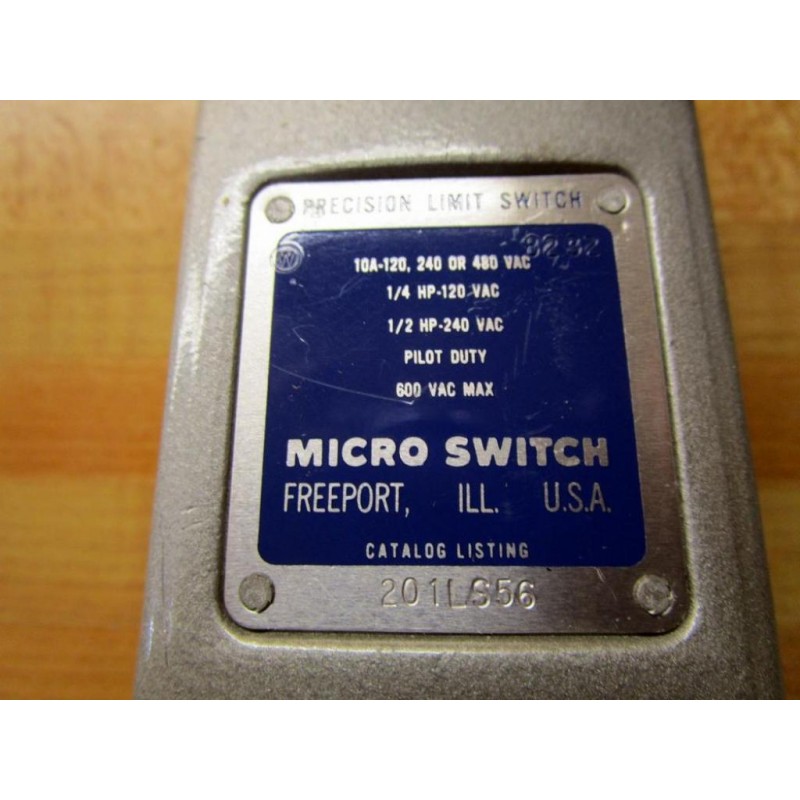 PRECISION LIMIT SWITCH
10A-120, 240 OR 480 VAC
1/4 HP-120 VAC
1/2 HP-240 VAC
PILOT DUTY
600 VAC MAX
MICRO SWITCH
FREEPORT, ILL. U.S.A.
CATALOG LISTING
201LS56